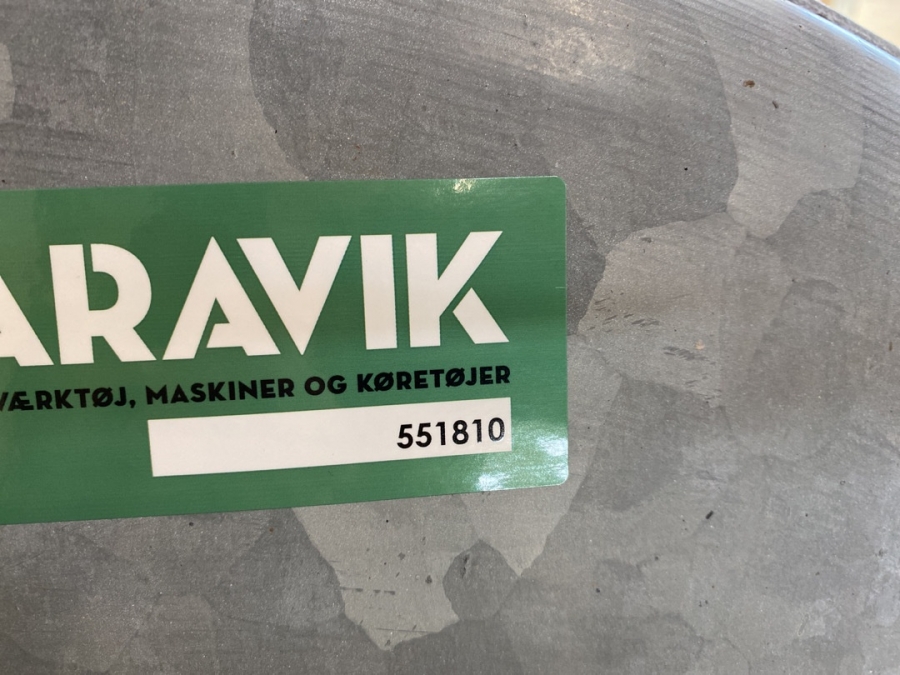 ARAVIK
VÆRKTØJ, MASKINER OG KØRETØJER
551810